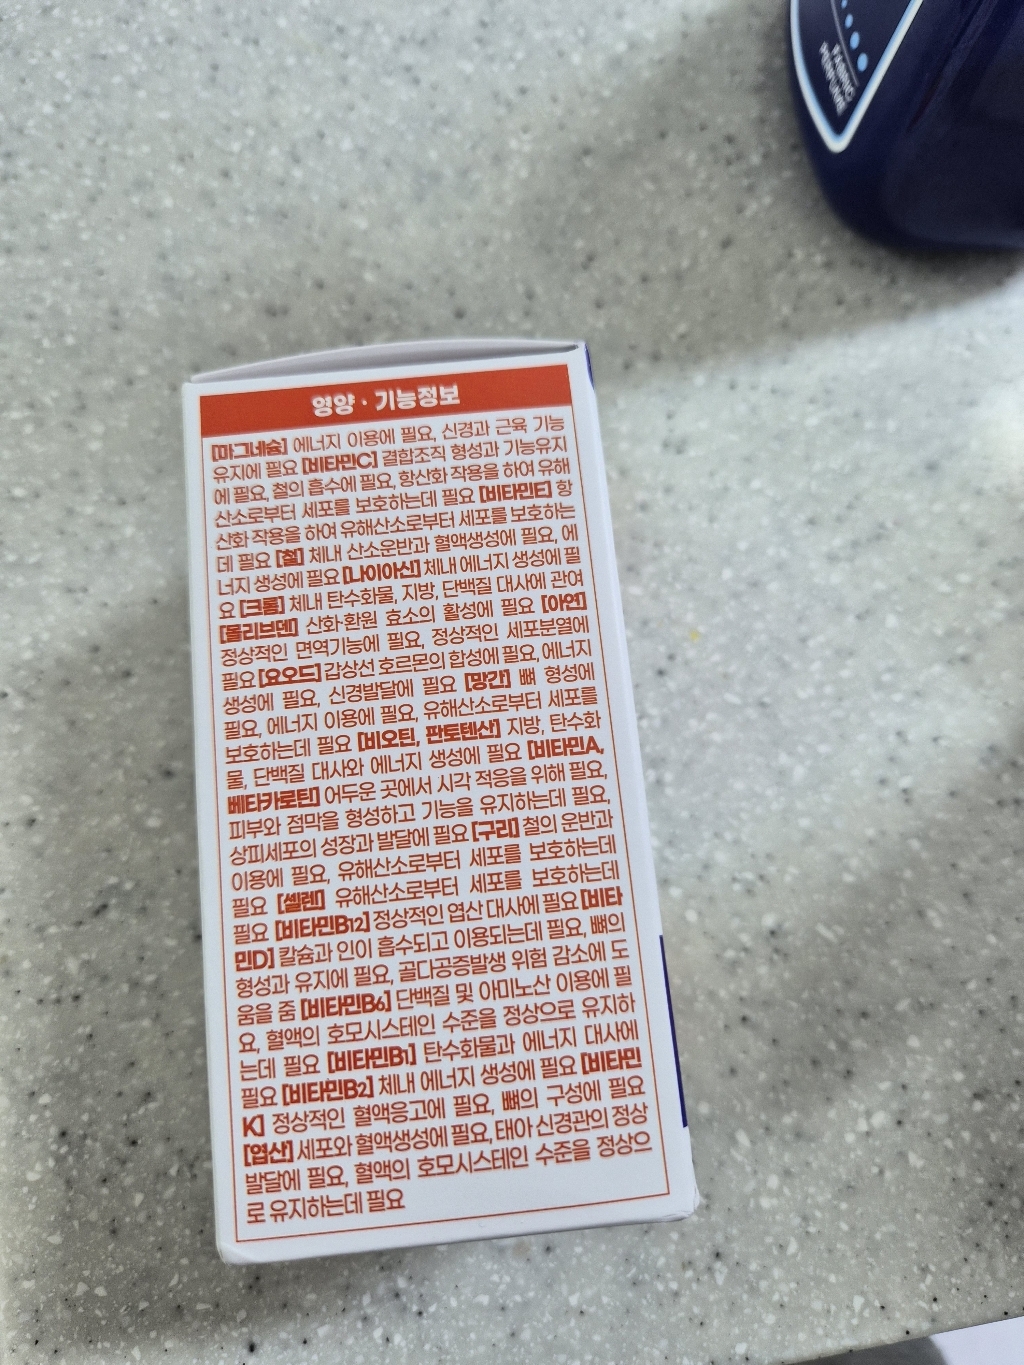 FABRIC
PERFUME
영양 · 기능정보
[마그네슘] 에너지 이용에 필요, 신경과 근육 기능
유지에 필요 [비타민C] 결합조직 형성과 기능유지
에 필요, 철의 흡수에 필요, 항산화 작용을 하여 유해
산소로부터 세포를 보호하는데 필요 [비타민E] 항
산화 작용을 하여 유해산소로부터 세포를 보호하는
데 필요 [철] 체내 산소운반과 혈액생성에 필요, 에
너지 생성에 필요 [나이아신] 체내 에너지 생성에 필
요 [크롬] 체내 탄수화물, 지방, 단백질 대사에 관여
[몰리브덴] 산화·환원 효소의 활성에 필요 [아연]
정상적인 면역기능에 필요, 정상적인 세포분열에
필요 [요오드] 갑상선 호르몬의 합성에 필요, 에너지
생성에 필요, 신경발달에 필요 [망간] 뼈 형성에
필요, 에너지 이용에 필요, 유해산소로부터 세포를
보호하는데 필요 [비오틴, 판토텐산] 지방, 탄수화
물, 단백질 대사와 에너지 생성에 필요 [비타민A,
베타카로틴] 어두운 곳에서 시각 적응을 위해 필요,
피부와 점막을 형성하고 기능을 유지하는데 필요,
상피세포의 성장과 발달에 필요 [구리] 철의 운반과
이용에 필요, 유해산소로부터 세포를 보호하는데
필요 [셀렌] 유해산소로부터 세포를 보호하는데
필요 [비타민B12] 정상적인 엽산 대사에 필요 [비타
민D] 칼슘과 인이 흡수되고 이용되는데 필요, 뼈의
형성과 유지에 필요, 골다공증발생 위험 감소에 도
움을 줌 [비타민B6] 단백질 및 아미노산 이용에 필
요, 혈액의 호모시스테인 수준을 정상으로 유지하
는데 필요 [비타민B1] 탄수화물과 에너지 대사에
필요 [비타민B2] 체내 에너지 생성에 필요 [비타민
K] 정상적인 혈액응고에 필요, 뼈의 구성에 필요
[엽산] 세포와 혈액생성에 필요, 태아 신경관의 정상
발달에 필요, 혈액의 호모시스테인 수준을 정상으
로 유지하는데 필요